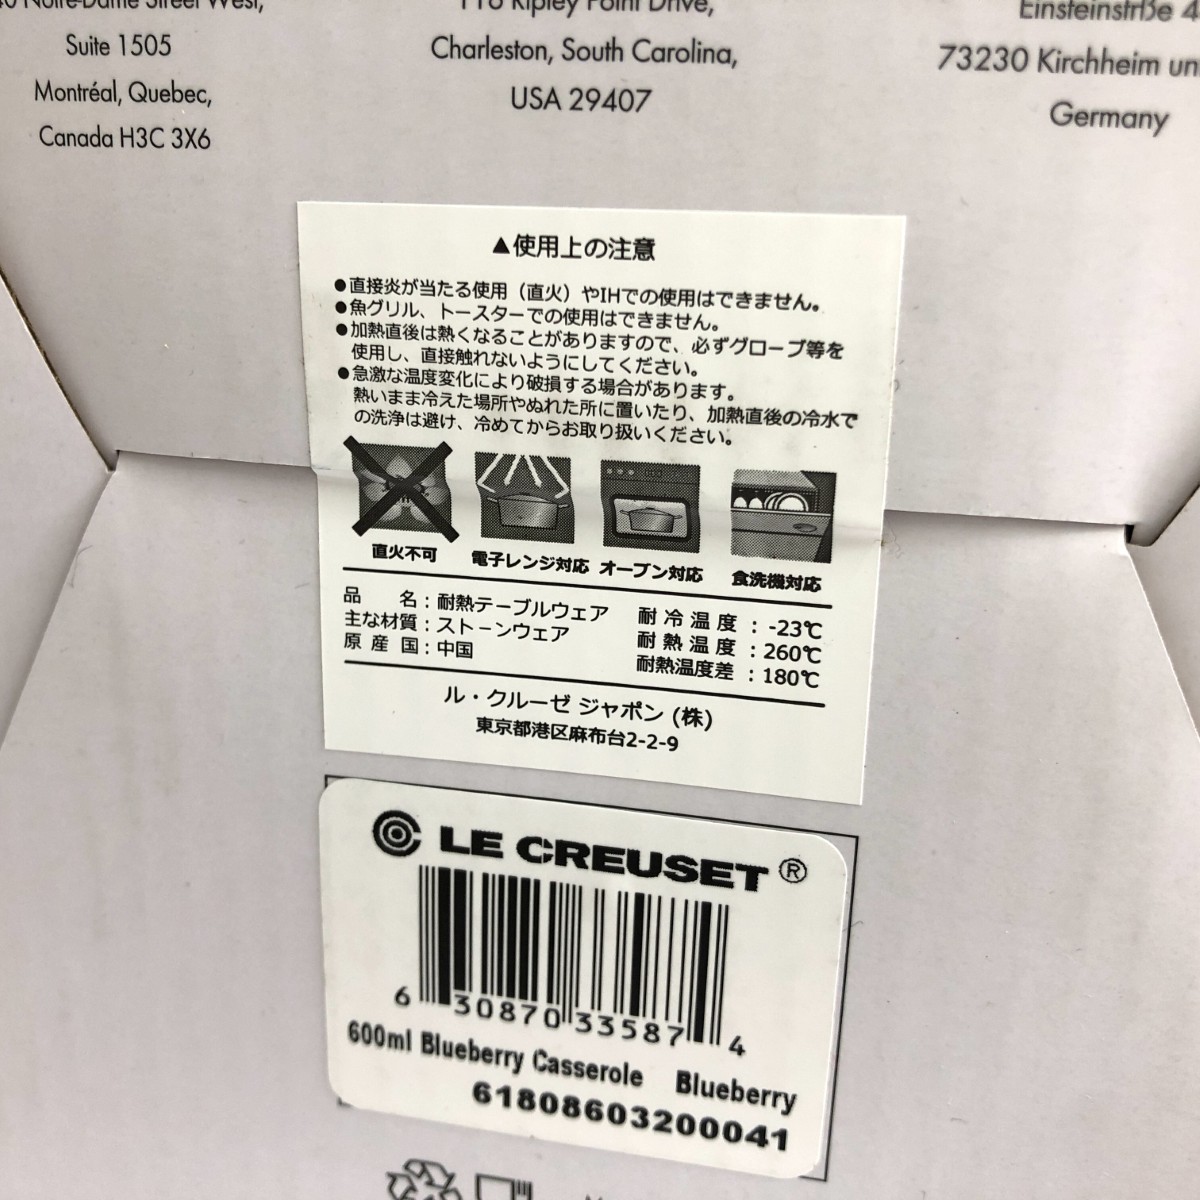 Suite 1505
Montréal, Quebec,
Canada H3C 3X6
116 Ripley Point Drive,
Charleston, South Carolina,
USA 29407
73230 Kirchheim
Germany
▲使用上の注意
●直接炎が当たる使用(直火)やIHでの使用はできません。
●魚グリル、トースターでの使用はできません。
●加熱直後は熱くなることがありますので、必ずグローブ等を
使用し、直接触れないようにしてください。
●急激な温度変化により破損する場合があります。
熱いまま冷えた場所やぬれた所に置いたり、加熱直後の冷水で
の洗浄は避け、冷めてからお取り扱いください。
直火不可 電子レンジ対応 オーブン対応 食洗機対応
品 名:耐熱テーブルウェア
主な材質:ストーンウェア
原 産 国:中国
耐 冷 温 度 : -23℃
耐 熱 温 度 : 260℃
耐熱温度差 : 180℃
ル・クルーゼ ジャポン (株)
東京都港区麻布台2-2-9
LE CREUSET®
6 30870 33587 4
600ml Blueberry Casserole Blueberry
61808603200041